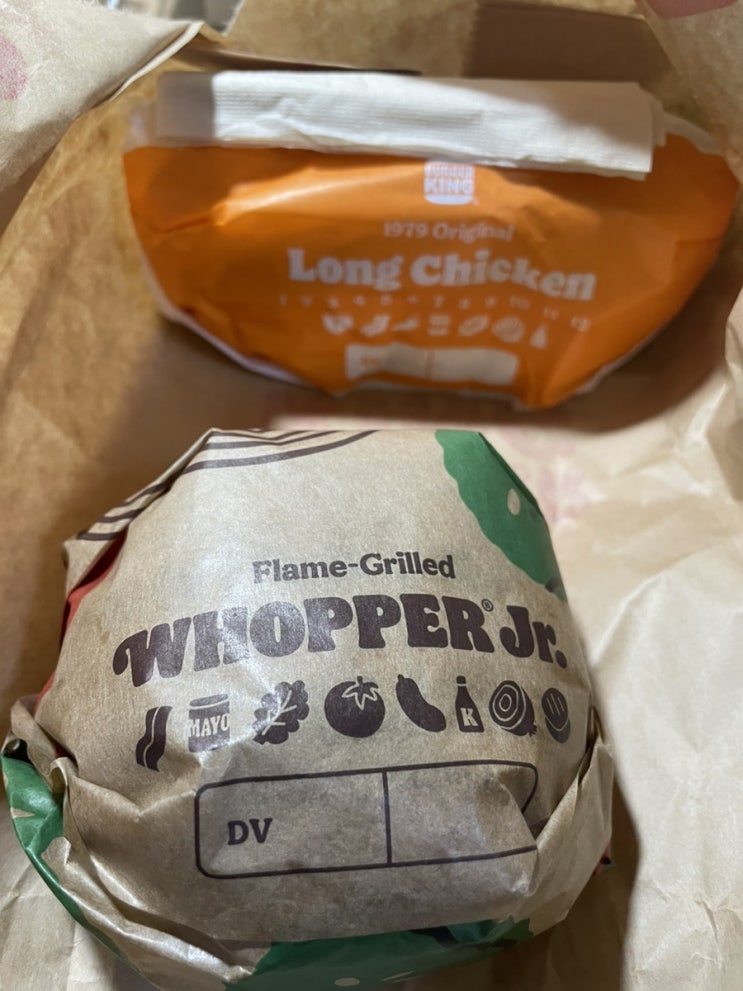 BURGER
KING
1979 Original
Long Chicken
Flame-Grilled
WHOPPER® Jr.
MAYO
K
DV